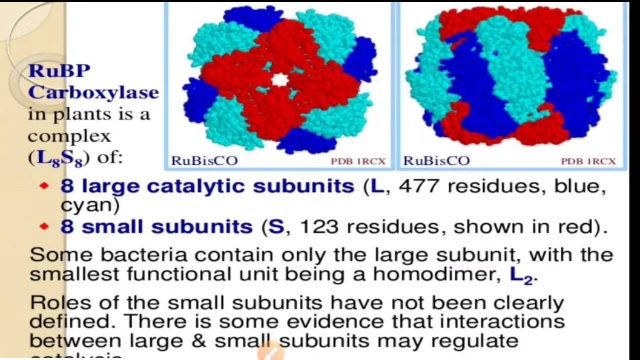 RuBP
Carboxylase
in plants is a
complex
(L8S8) of:
RuBisCO PDB 1RCX
RuBisCO PDB 1RCX
8 large catalytic subunits (L, 477 residues, blue,
cyan)
8 small subunits (S, 123 residues, shown in red).
Some bacteria contain only the large subunit, with the
smallest functional unit being a homodimer, L2.
Roles of the small subunits have not been clearly
defined. There is some evidence that interactions
between large & small subunits may regulate
catalysis